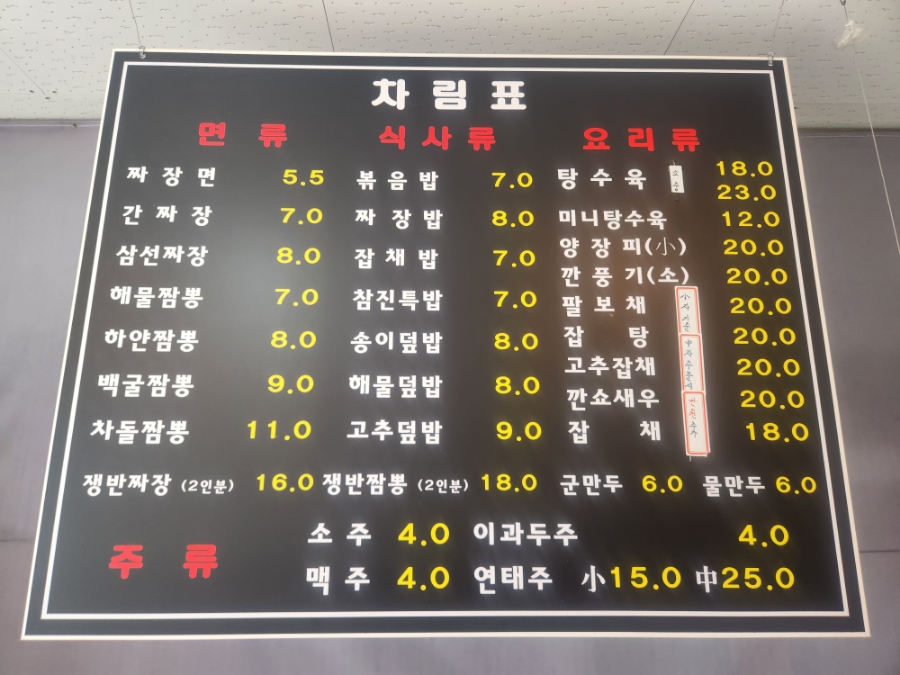 차림표
면류 식사류 요리류
짜장면 5.5 볶음밥 7.0 탕수육 소 중 18.0 23.0
간짜장 7.0 짜장밥 8.0 미니탕수육 12.0
삼선짜장 8.0 잡채밥 7.0 양장피(小) 20.0
깐풍기(소) 20.0
해물짬뽕 7.0 참진특밥 7.0 팔보채 20.0
하얀짬뽕 8.0 송이덮밥 8.0 잡탕 20.0
고추잡채 20.0
백굴짬뽕 9.0 해물덮밥 8.0 깐쇼새우 20.0
차돌짬뽕 11.0 고추덮밥 9.0 잡채 18.0
쟁반짜장 (2인분) 16.0 쟁반짬뽕 (2인분) 18.0 군만두 6.0 물만두 6.0
주류
소주 4.0 이과두주 4.0
맥주 4.0 연태주 小 15.0 中 25.0